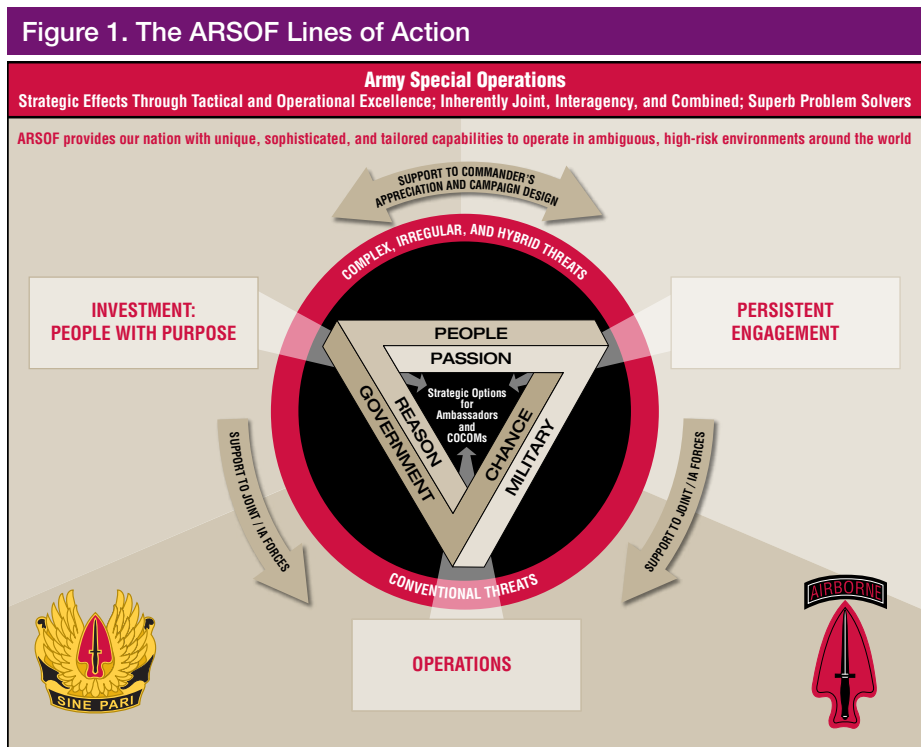 Figure 1. The ARSOF Lines of Action
Army Special Operations
Strategic Effects Through Tactical and Operational Excellence; Inherently Joint, Interagency, and Combined; Superb Problem Solvers
ARSOF provides our nation with unique, sophisticated, and tailored capabilities to operate in ambiguous, high-risk environments around the world
SUPPORT TO COMMANDER'S
APPRECIATION AND CAMPAIGN DESIGN
COMPLEX, IRREGULAR, AND HYBRID THREATS
INVESTMENT:
PEOPLE WITH PURPOSE
PERSISTENT
ENGAGEMENT
PEOPLE
PASSION
GOVERNMENT
REASON
Strategic Options
for
Ambassadors
and
COCOMs
CHANCE
MILITARY
SUPPORT TO JOINT / IA FORCES
SUPPORT TO JOINT / IA FORCES
CONVENTIONAL THREATS
OPERATIONS
SINE PARI
AIRBORNE